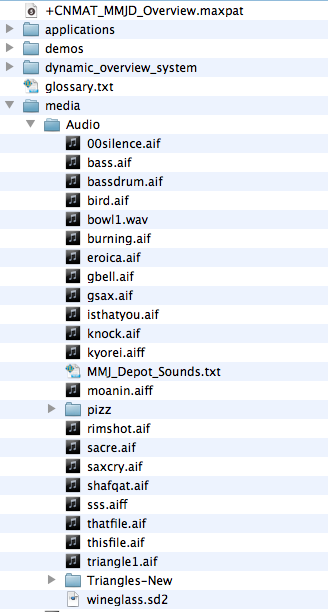 +CNMAT_MMJD_Overview.maxpat
applications
demos
dynamic_overview_system
glossary.txt
media
Audio
00silence.aif
bass.aif
bassdrum.aif
bird.aif
bowl1.wav
burning.aif
eroica.aif
gbell.aif
gsax.aif
isthatyou.aif
knock.aif
kyorei.aiff
MMJ_Depot_Sounds.txt
moanin.aiff
pizz
rimshot.aif
sacre.aif
saxcry.aif
shafqat.aif
sss.aiff
thatfile.aif
thisfile.aif
triangle1.aif
Triangles-New
wineglass.sd2